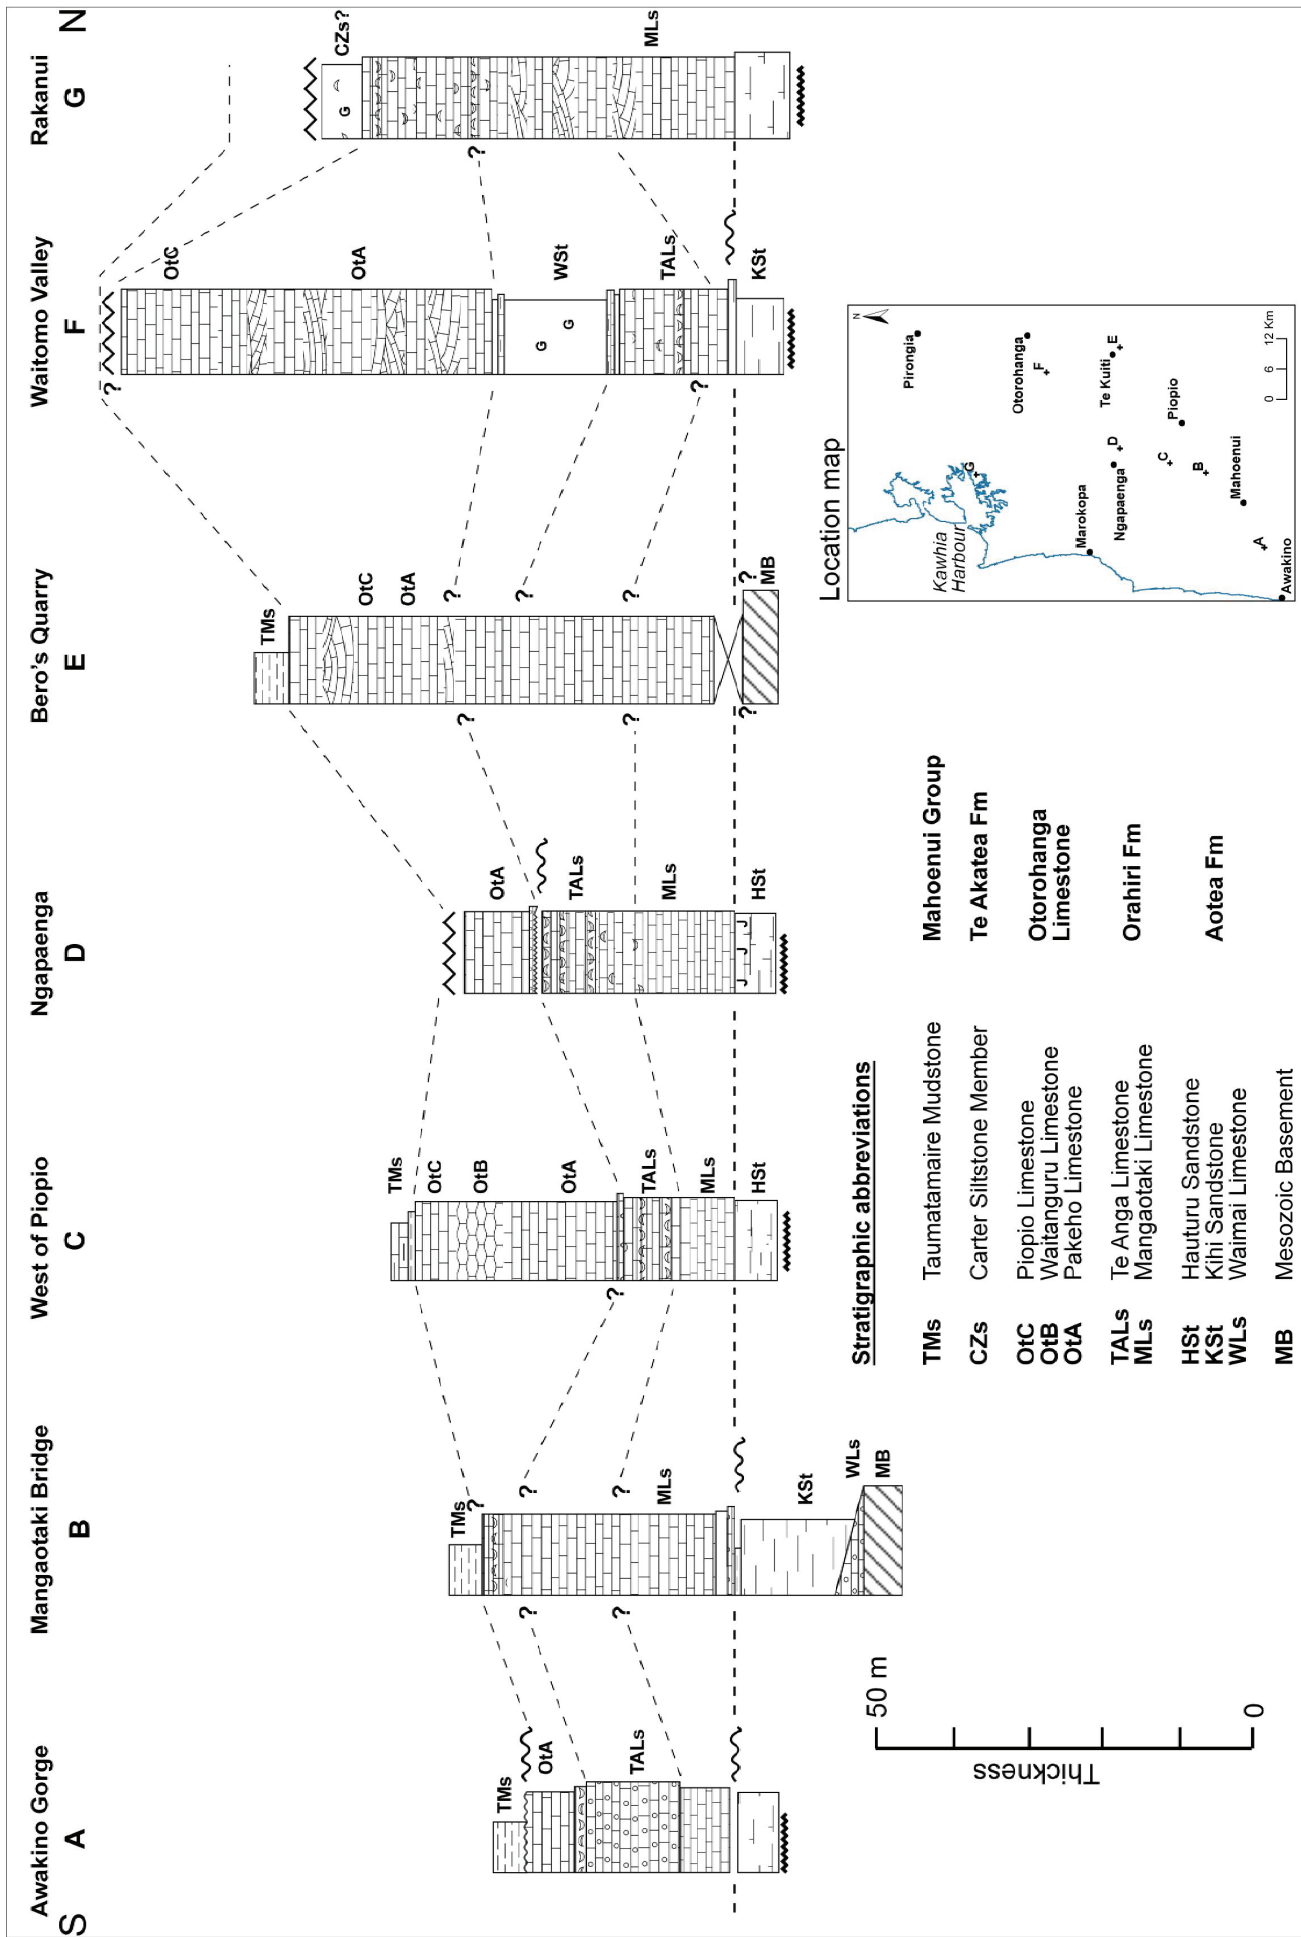 S
N
Awakino Gorge
A
Mangaotaki Bridge
B
West of Piopio
C
Ngapaenga
D
Bero's Quarry
E
Waitomo Valley
F
Rakanui
G
TMs
OtA
TALs
TMs
?
?
?
?
?
MLs
KSt
WLs
MB
TMs
OtC
OtB
OtA
?
TALs
MLs
HSt
OtA
TALs
MLs
HSt
J J J
TMs
OtC
OtA
?
?
?
?
?
?
?
MB
?
OtC
OtA
WSt
G
G
TALs
?
KSt
CZs?
G
?
MLs
Thickness
50 m
0
Stratigraphic abbreviations
TMs Taumatamaire Mudstone Mahoenui Group
CZs Carter Siltstone Member Te Akatea Fm
OtC Piopio Limestone
OtB Waitanguru Limestone
OtA Pakeho Limestone
Otorohanga
Limestone
TALs Te Anga Limestone
MLs Mangaotaki Limestone
Orahiri Fm
HSt Hauturu Sandstone
KSt Kihi Sandstone
WLs Waimai Limestone
Aotea Fm
MB Mesozoic Basement
Location map
N
Pirongia
Kawhia
Harbour
G
Otorohanga
F
Marokopa
Te Kuiti
E
Ngapaenga
D
C
Piopio
B
Mahoenui
A
Awakino
0 6 12 Km